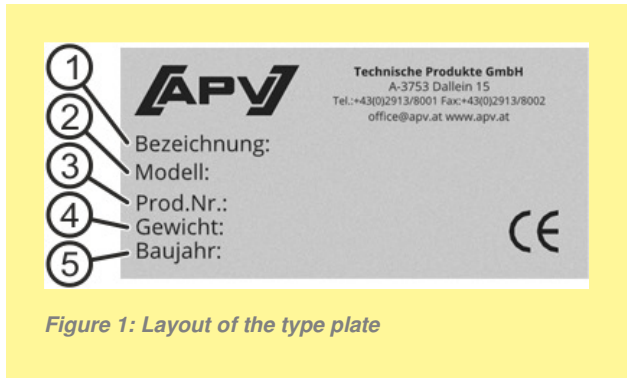 1
2
3
4
5
APV
Technische Produkte GmbH
A-3753 Dallein 15
Tel.:+43(0)2913/8001 Fax:+43(0)2913/8002
office@apv.at www.apv.at
Bezeichnung:
Modell:
Prod.Nr.:
Gewicht:
Baujahr:
CE
Figure 1: Layout of the type plate